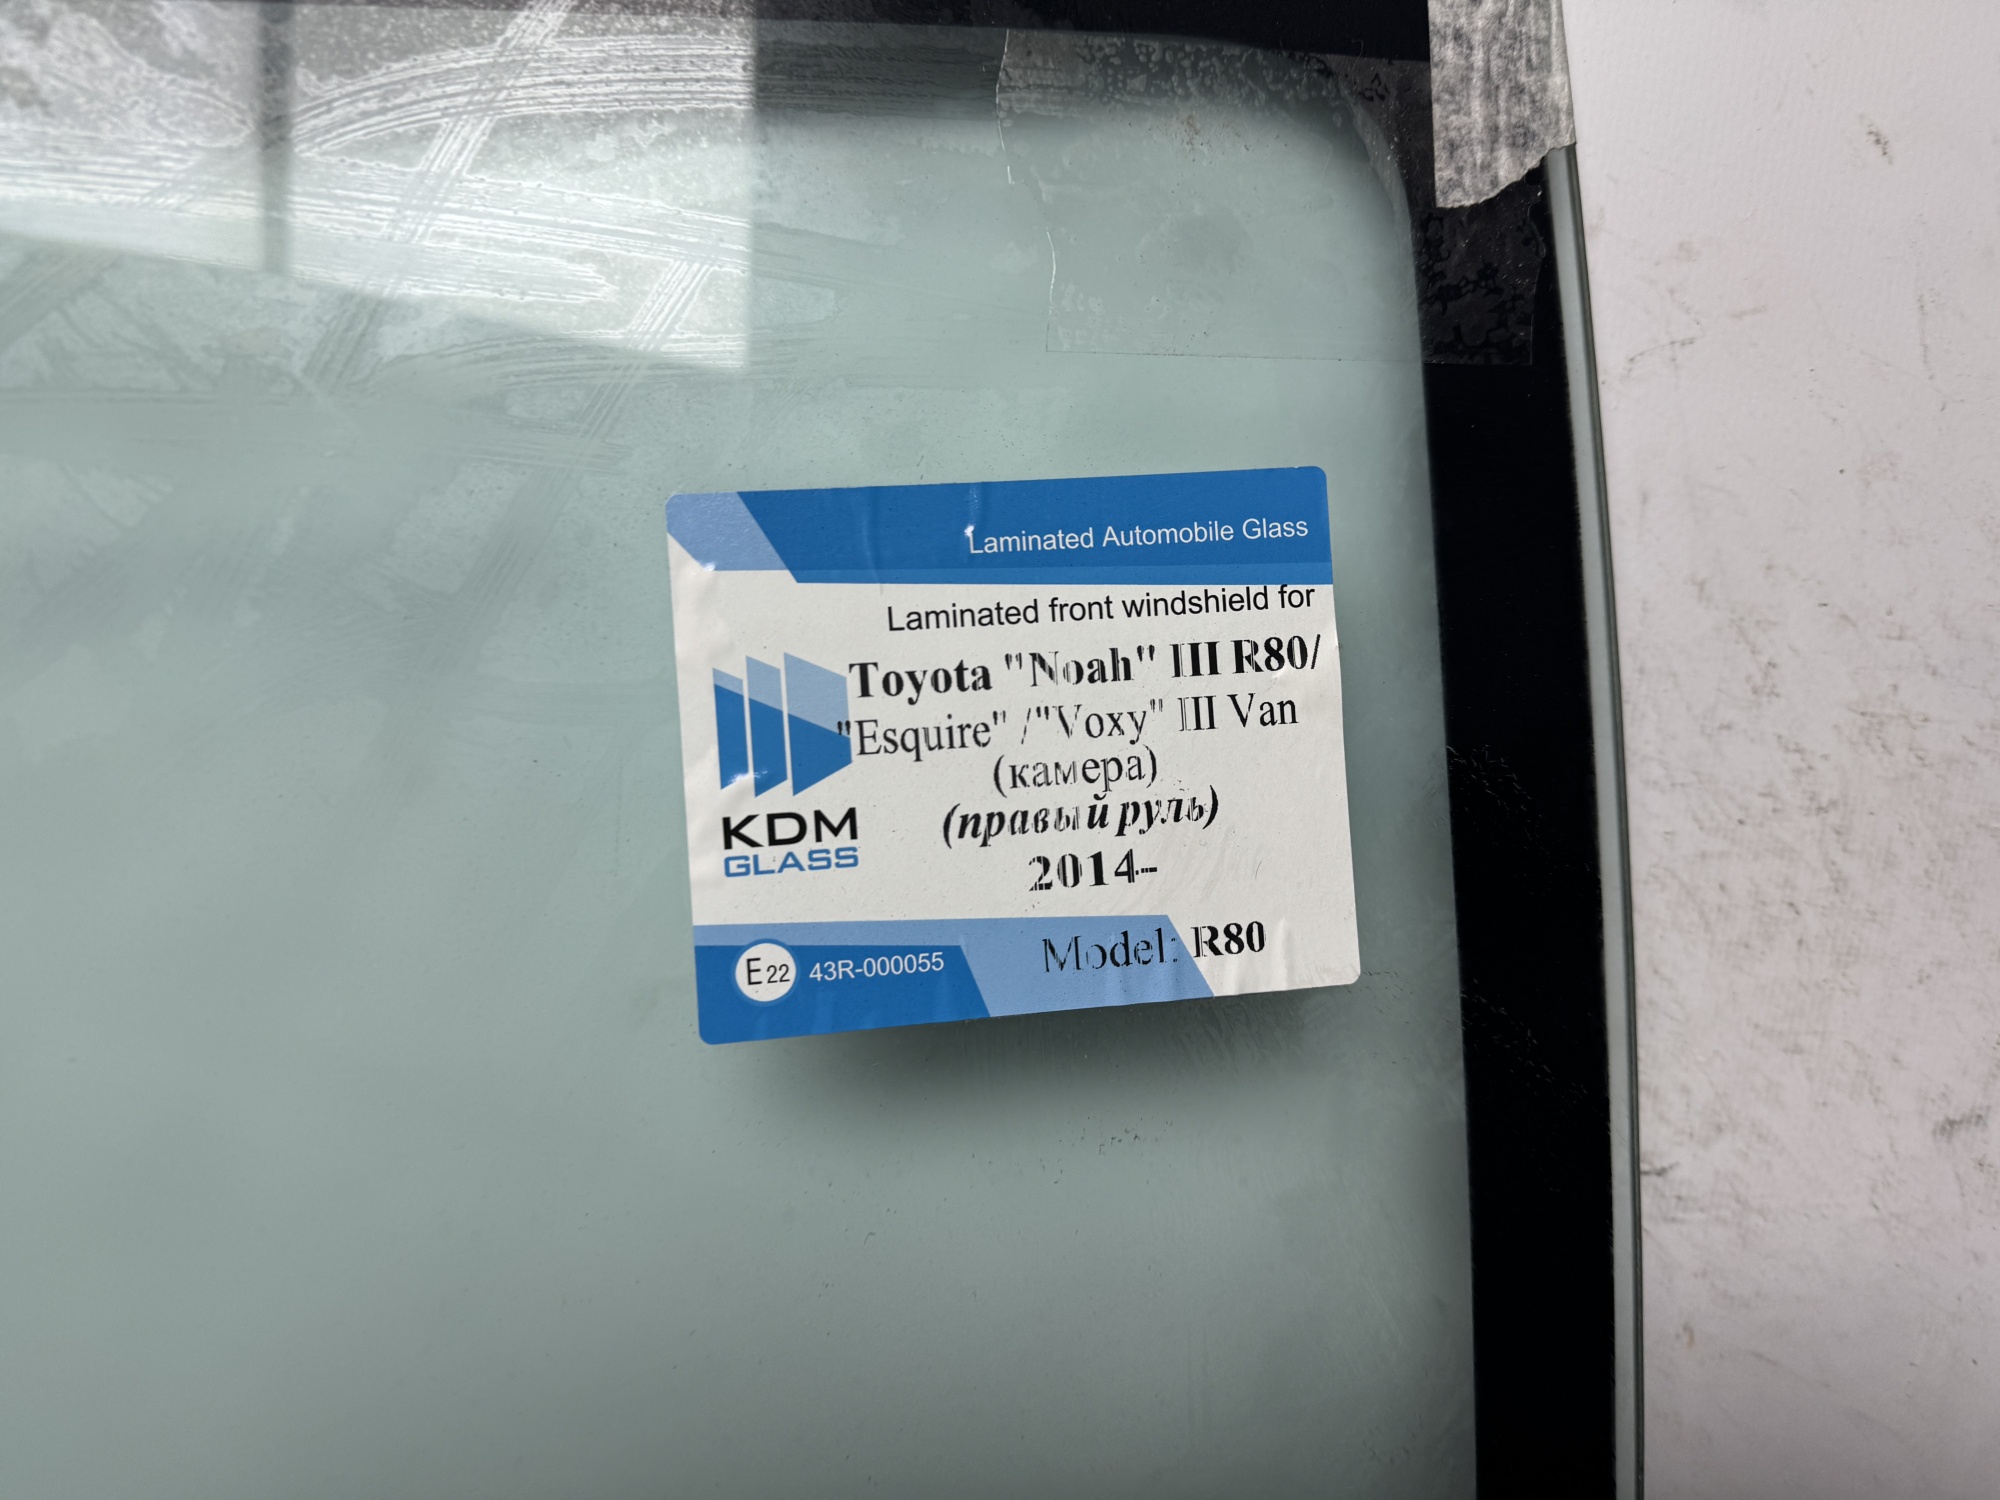 Laminated Automobile Glass
Laminated front windshield for
Toyota "Noah" III R80/
"Esquire" /"Voxy" III Van
(камера)
(правый руль)
2014-
KDM
GLASS
E22 43R-000055
Model: R80